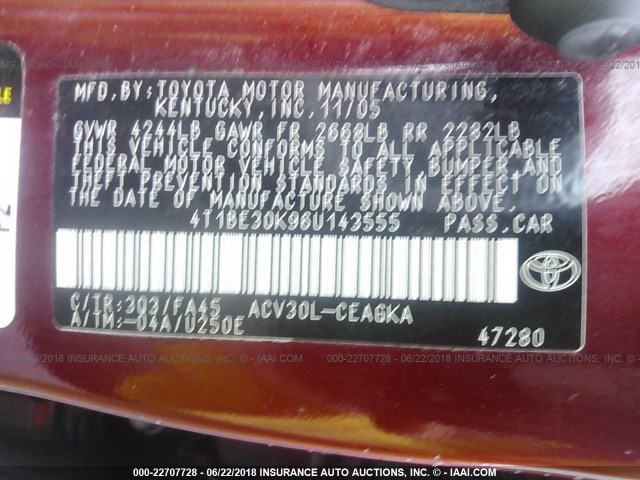 MFD.BY:TOYOTA MOTOR MANUFACTURING,
KENTUCKY,INC. 11/05
GVWR 4244LB GAWR FR 2668LB RR 2282LB
THIS VEHICLE CONFORMS TO ALL APPLICABLE
FEDERAL MOTOR VEHICLE SAFETY BUMPER AND
THEFT PREVENTION STANDARDS IN EFFECT ON
THE DATE OF MANUFACTURE SHOWN ABOVE.
4T1BE30K96U143555 PASS.CAR
C/TR:3Q3/FA45 ACV30L-CEAGKA
A/TM:-04A/U250E
TOYOTA
47280
000-22707728 - 06/22/2018 INSURANCE AUTO AUCTIONS, INC. - © IAAI.COM